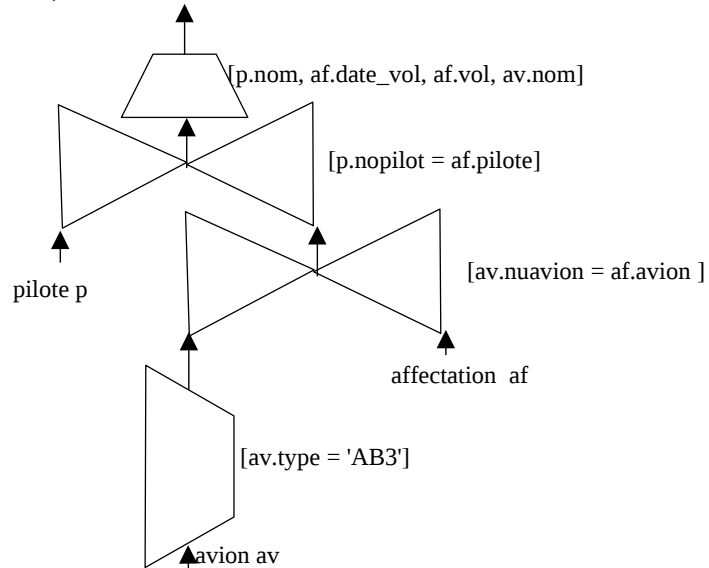 [p.nom, af.date_vol, af.vol, av.nom]
[p.nopilot = af.pilote]
[av.nuavion = af.avion ]
pilote p
affectation  af
[av.type = 'AB3']
avion av